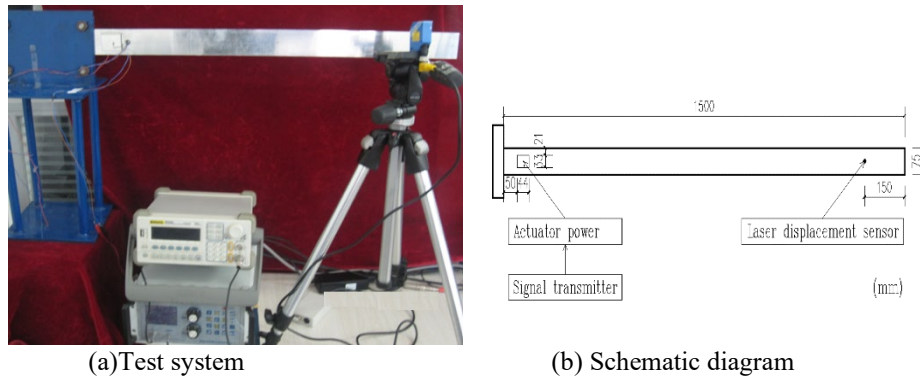 1500
21
33
50 44
75
150
Actuator power
Laser displacement sensor
Signal transmitter
(mm)
(a)Test system
(b) Schematic diagram